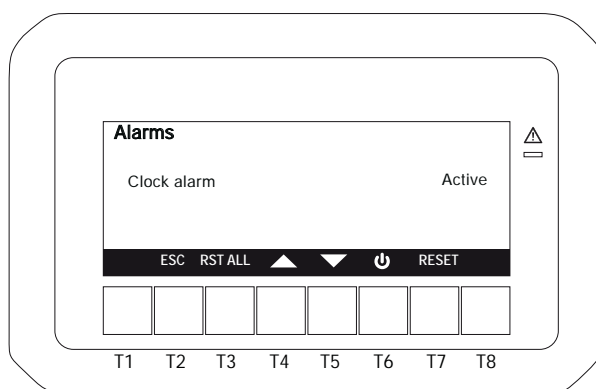 Alarms
Clock alarm Active
ESC RST ALL RESET
T1 T2 T3 T4 T5 T6 T7 T8